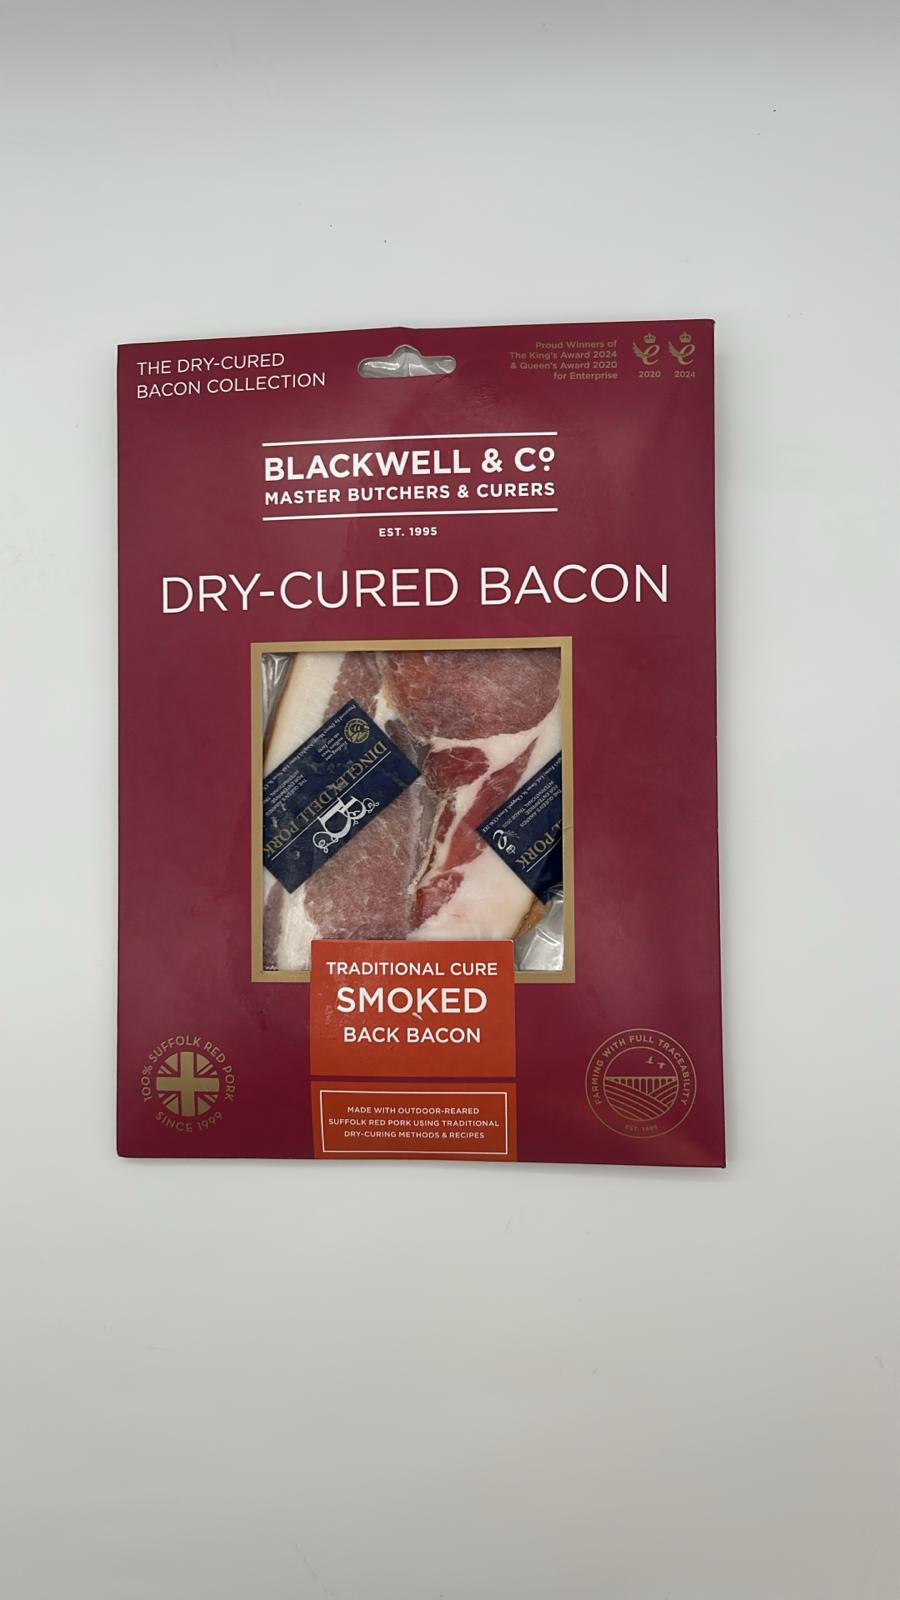 THE DRY-CURED
BACON COLLECTION
Proud Winners of
The King's Award 2024
& Queen's Award 2020
for Enterprise
2020
2024
BLACKWELL & Cº
MASTER BUTCHERS & CURERS
EST. 1995
DRY-CURED BACON
DINGLEY DELL PORK
L PORK
TRADITIONAL CURE
SMOKED
BACK BACON
100% SUFFOLK RED PORK
SINCE 1999
MADE WITH OUTDOOR-REARED
SUFFOLK RED PORK USING TRADITIONAL
DRY-CURING METHODS & RECIPES
FARMING WITH FULL TRACEABILITY
EST. 1995